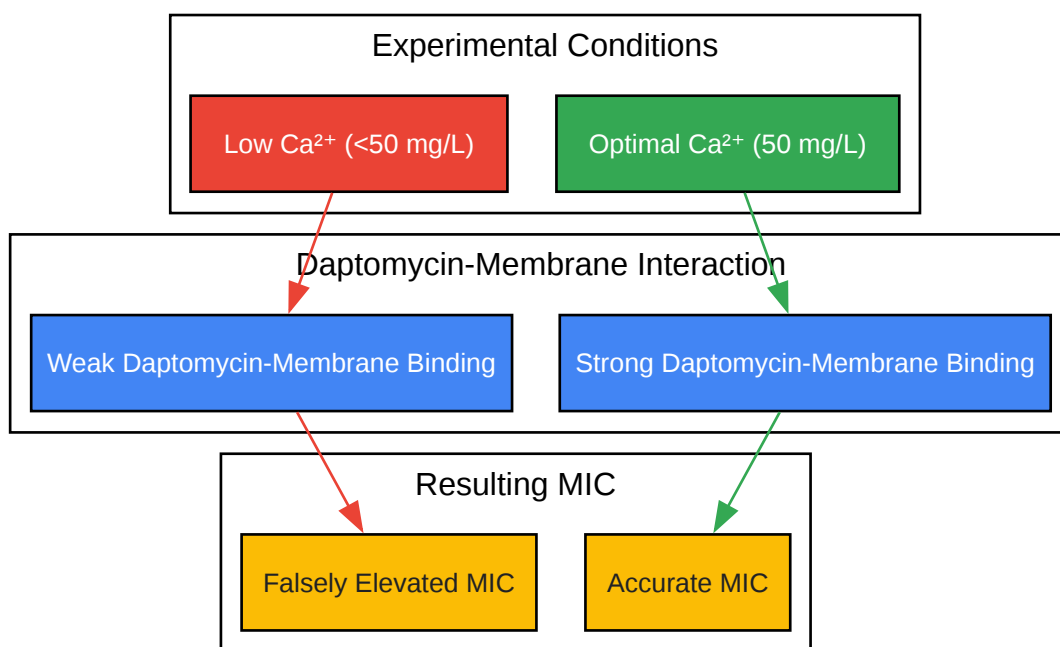 Experimental Conditions
Low Ca²⁺ (<50 mg/L)
Optimal Ca²⁺ (50 mg/L)
Daptomycin-Membrane Interaction
Weak Daptomycin-Membrane Binding
Strong Daptomycin-Membrane Binding
Resulting MIC
Falsely Elevated MIC
Accurate MIC